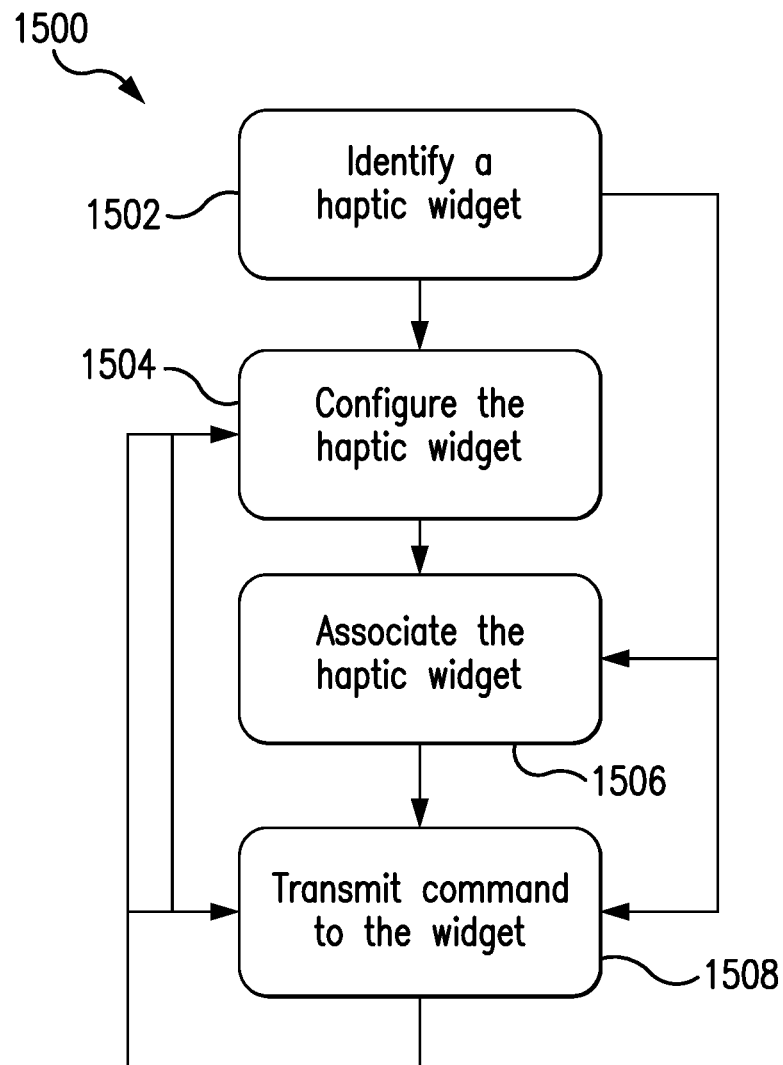 1500
Identify a
haptic widget
1502
1504
Configure the
haptic widget
Associate the
haptic widget
1506
Transmit command
to the widget
1508